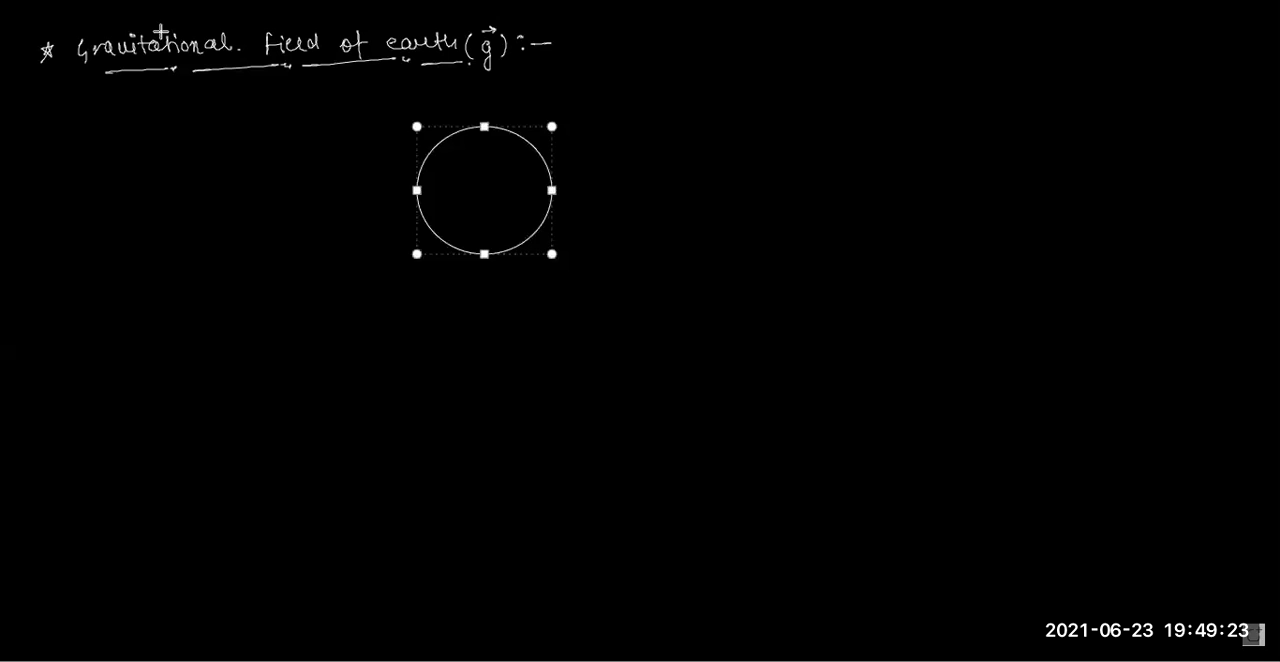 * Gravitational. Field of earth (g⃗) :-
2021-06-23 19:49:23